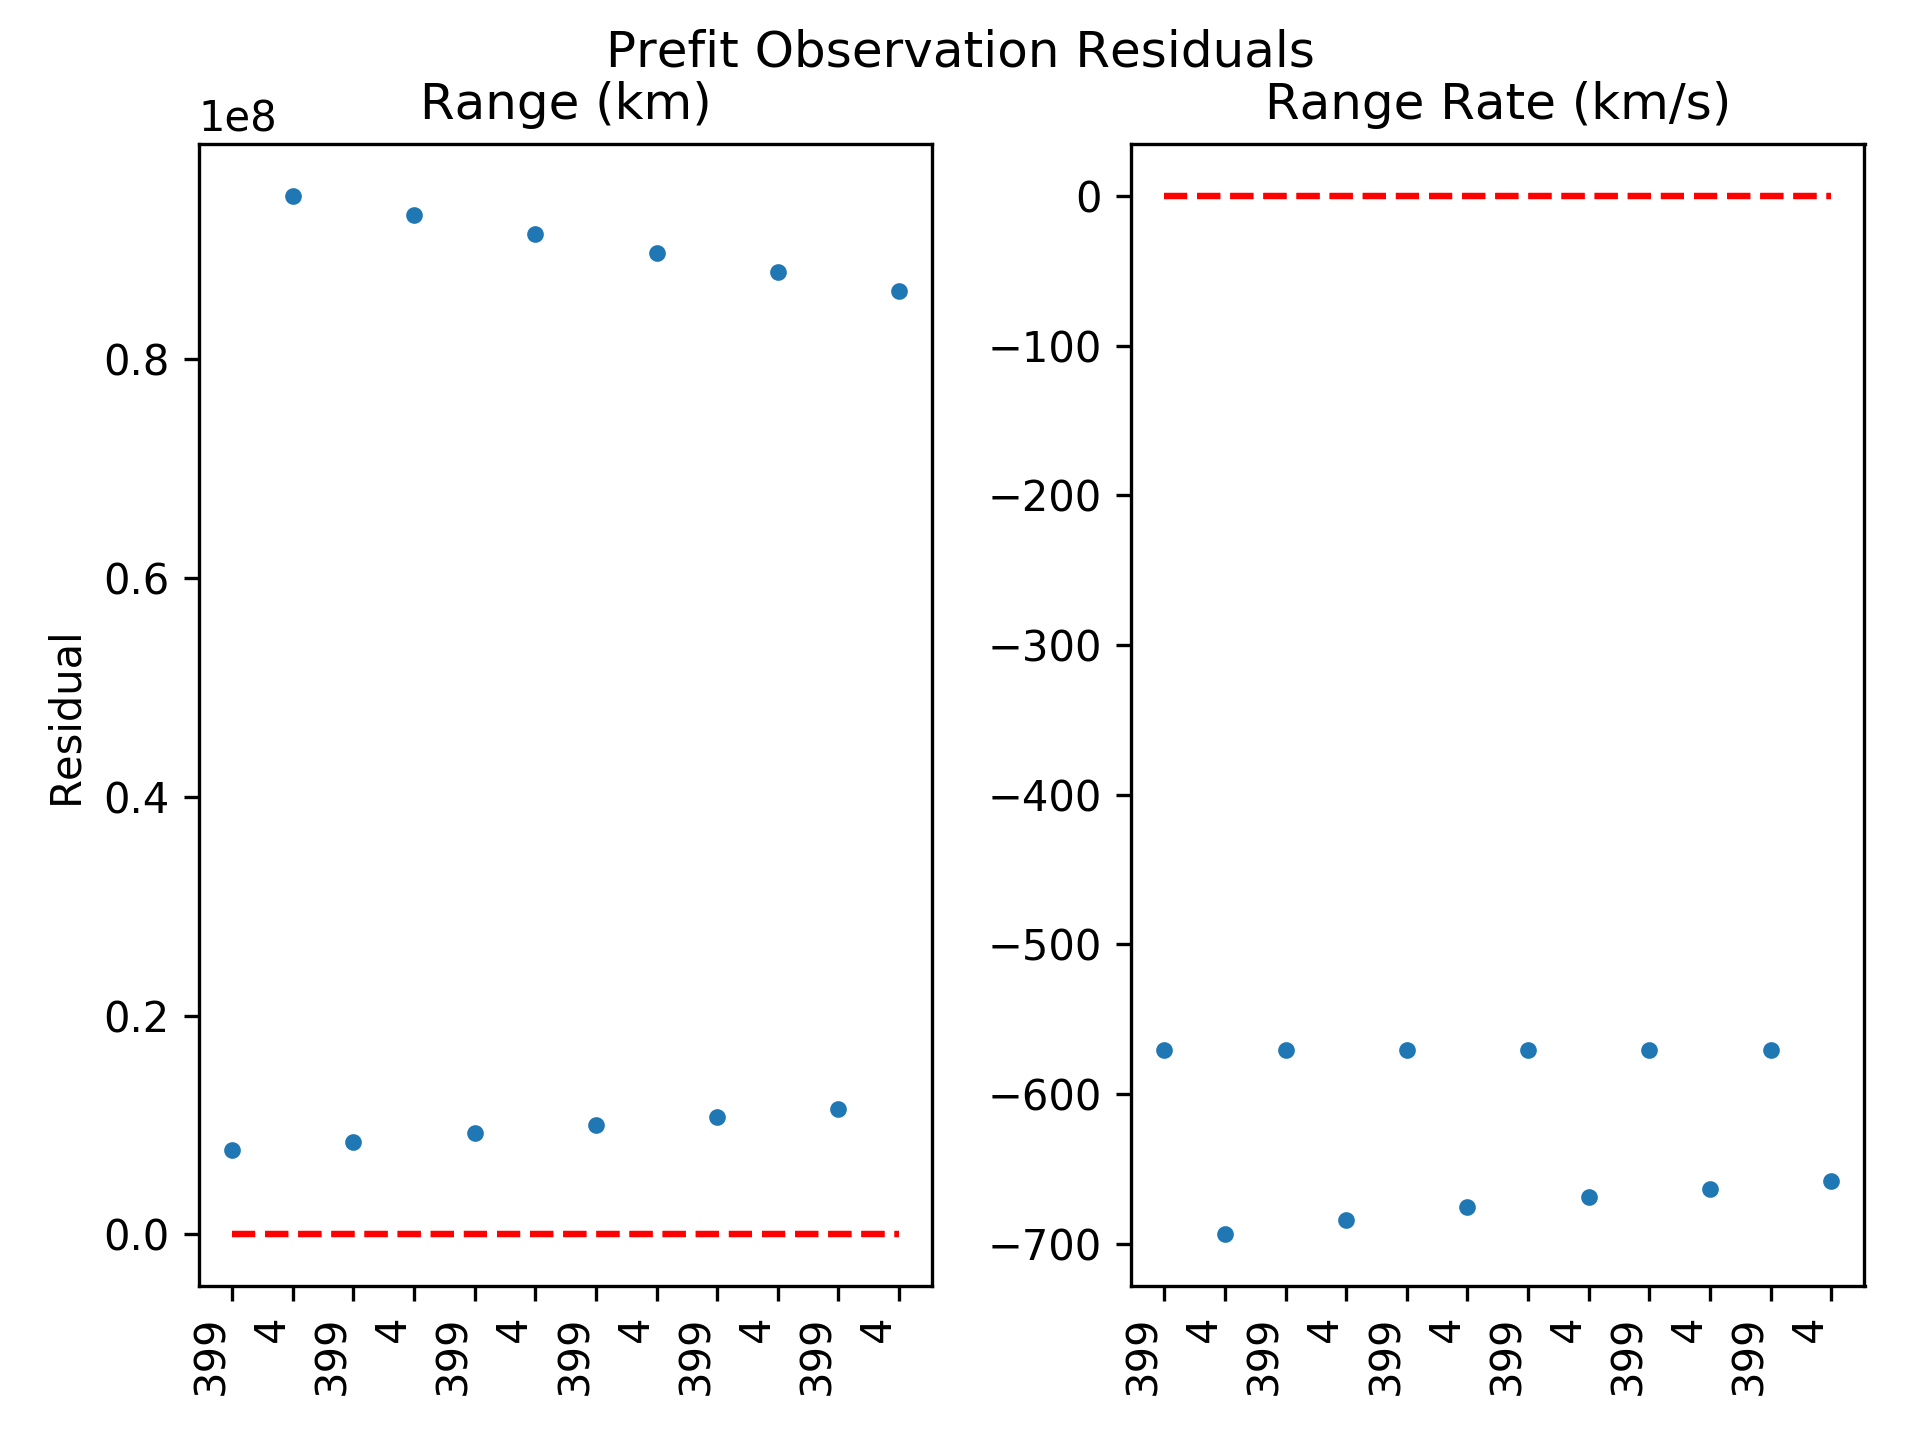 Prefit Observation Residuals
Range (km)
1e8
0.8
0.6
0.4
0.2
0.0
Residual
399 4 399 4 399 4 399 4 399 4 399 4
Range Rate (km/s)
0
−100
−200
−300
−400
−500
−600
−700
399 4 399 4 399 4 399 4 399 4 399 4